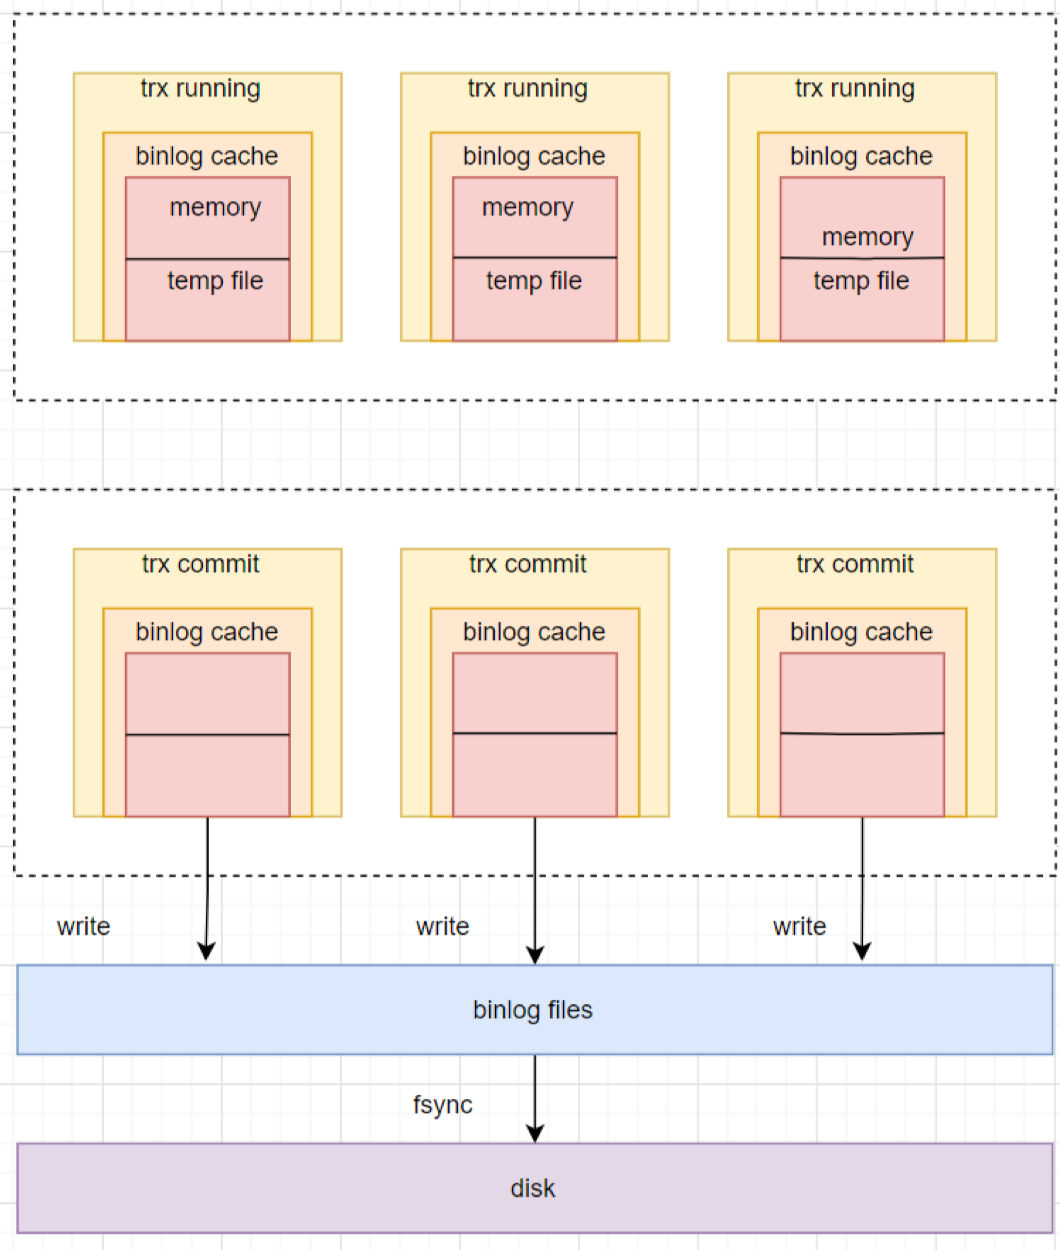 trx running
trx running
trx running
binlog cache
binlog cache
binlog cache
memory
memory
memory
temp file
temp file
temp file
trx commit
trx commit
trx commit
binlog cache
binlog cache
binlog cache
write
write
write
binlog files
fsync
disk